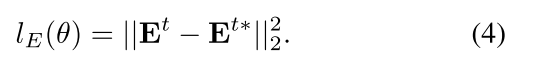 l_E(θ) = ||E^t − E^{t*}||_2^2. (4)